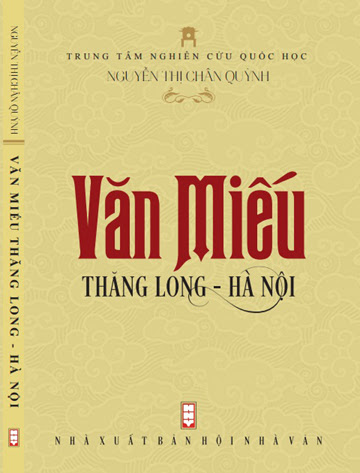 TRUNG TÂM NGHIÊN CỨU QUỐC HỌC
NGUYỄN THỊ CHÂN QUỲNH
Văn Miếu
THĂNG LONG - HÀ NỘI
NHÀ XUẤT BẢN HỘI NHÀ VĂN
NGUYỄN THỊ CHÂN QUỲNH
VĂN MIẾU THĂNG LONG - HÀ NỘI